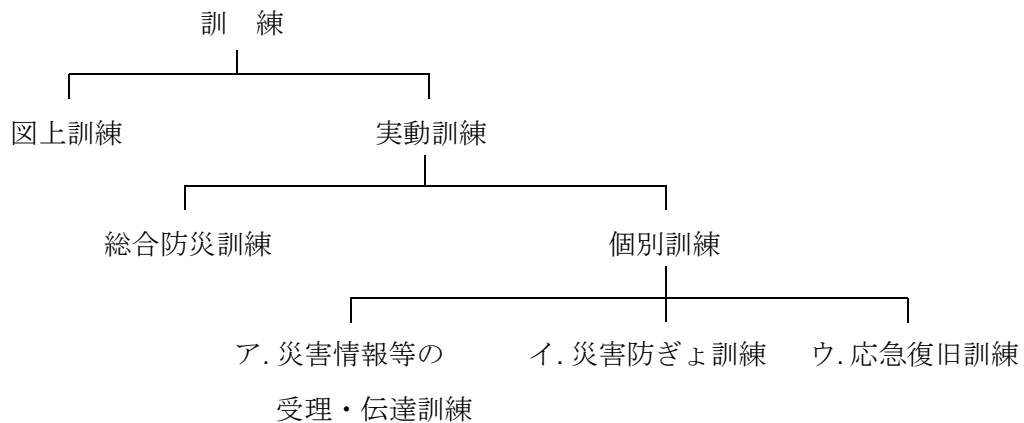 訓　練
図上訓練　実動訓練
総合防災訓練　個別訓練
ア. 災害情報等の　イ. 災害防ぎょ訓練　ウ. 応急復旧訓練
受理・伝達訓練